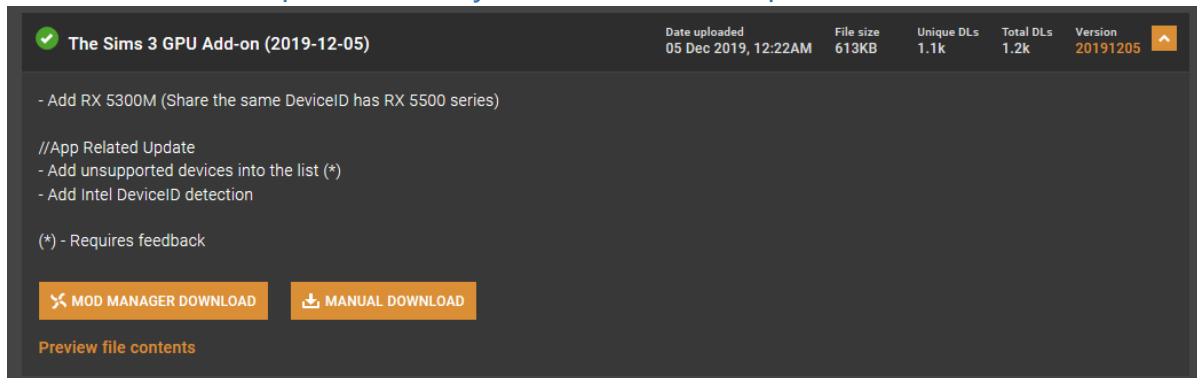 The Sims 3 GPU Add-on (2019-12-05)
Date uploaded
05 Dec 2019, 12:22AM
File size
613KB
Unique DLs
1.1k
Total DLs
1.2k
Version
20191205
- Add RX 5300M (Share the same DeviceID has RX 5500 series)
//App Related Update
- Add unsupported devices into the list (*)
- Add Intel DeviceID detection
(*) - Requires feedback
MOD MANAGER DOWNLOAD
MANUAL DOWNLOAD
Preview file contents